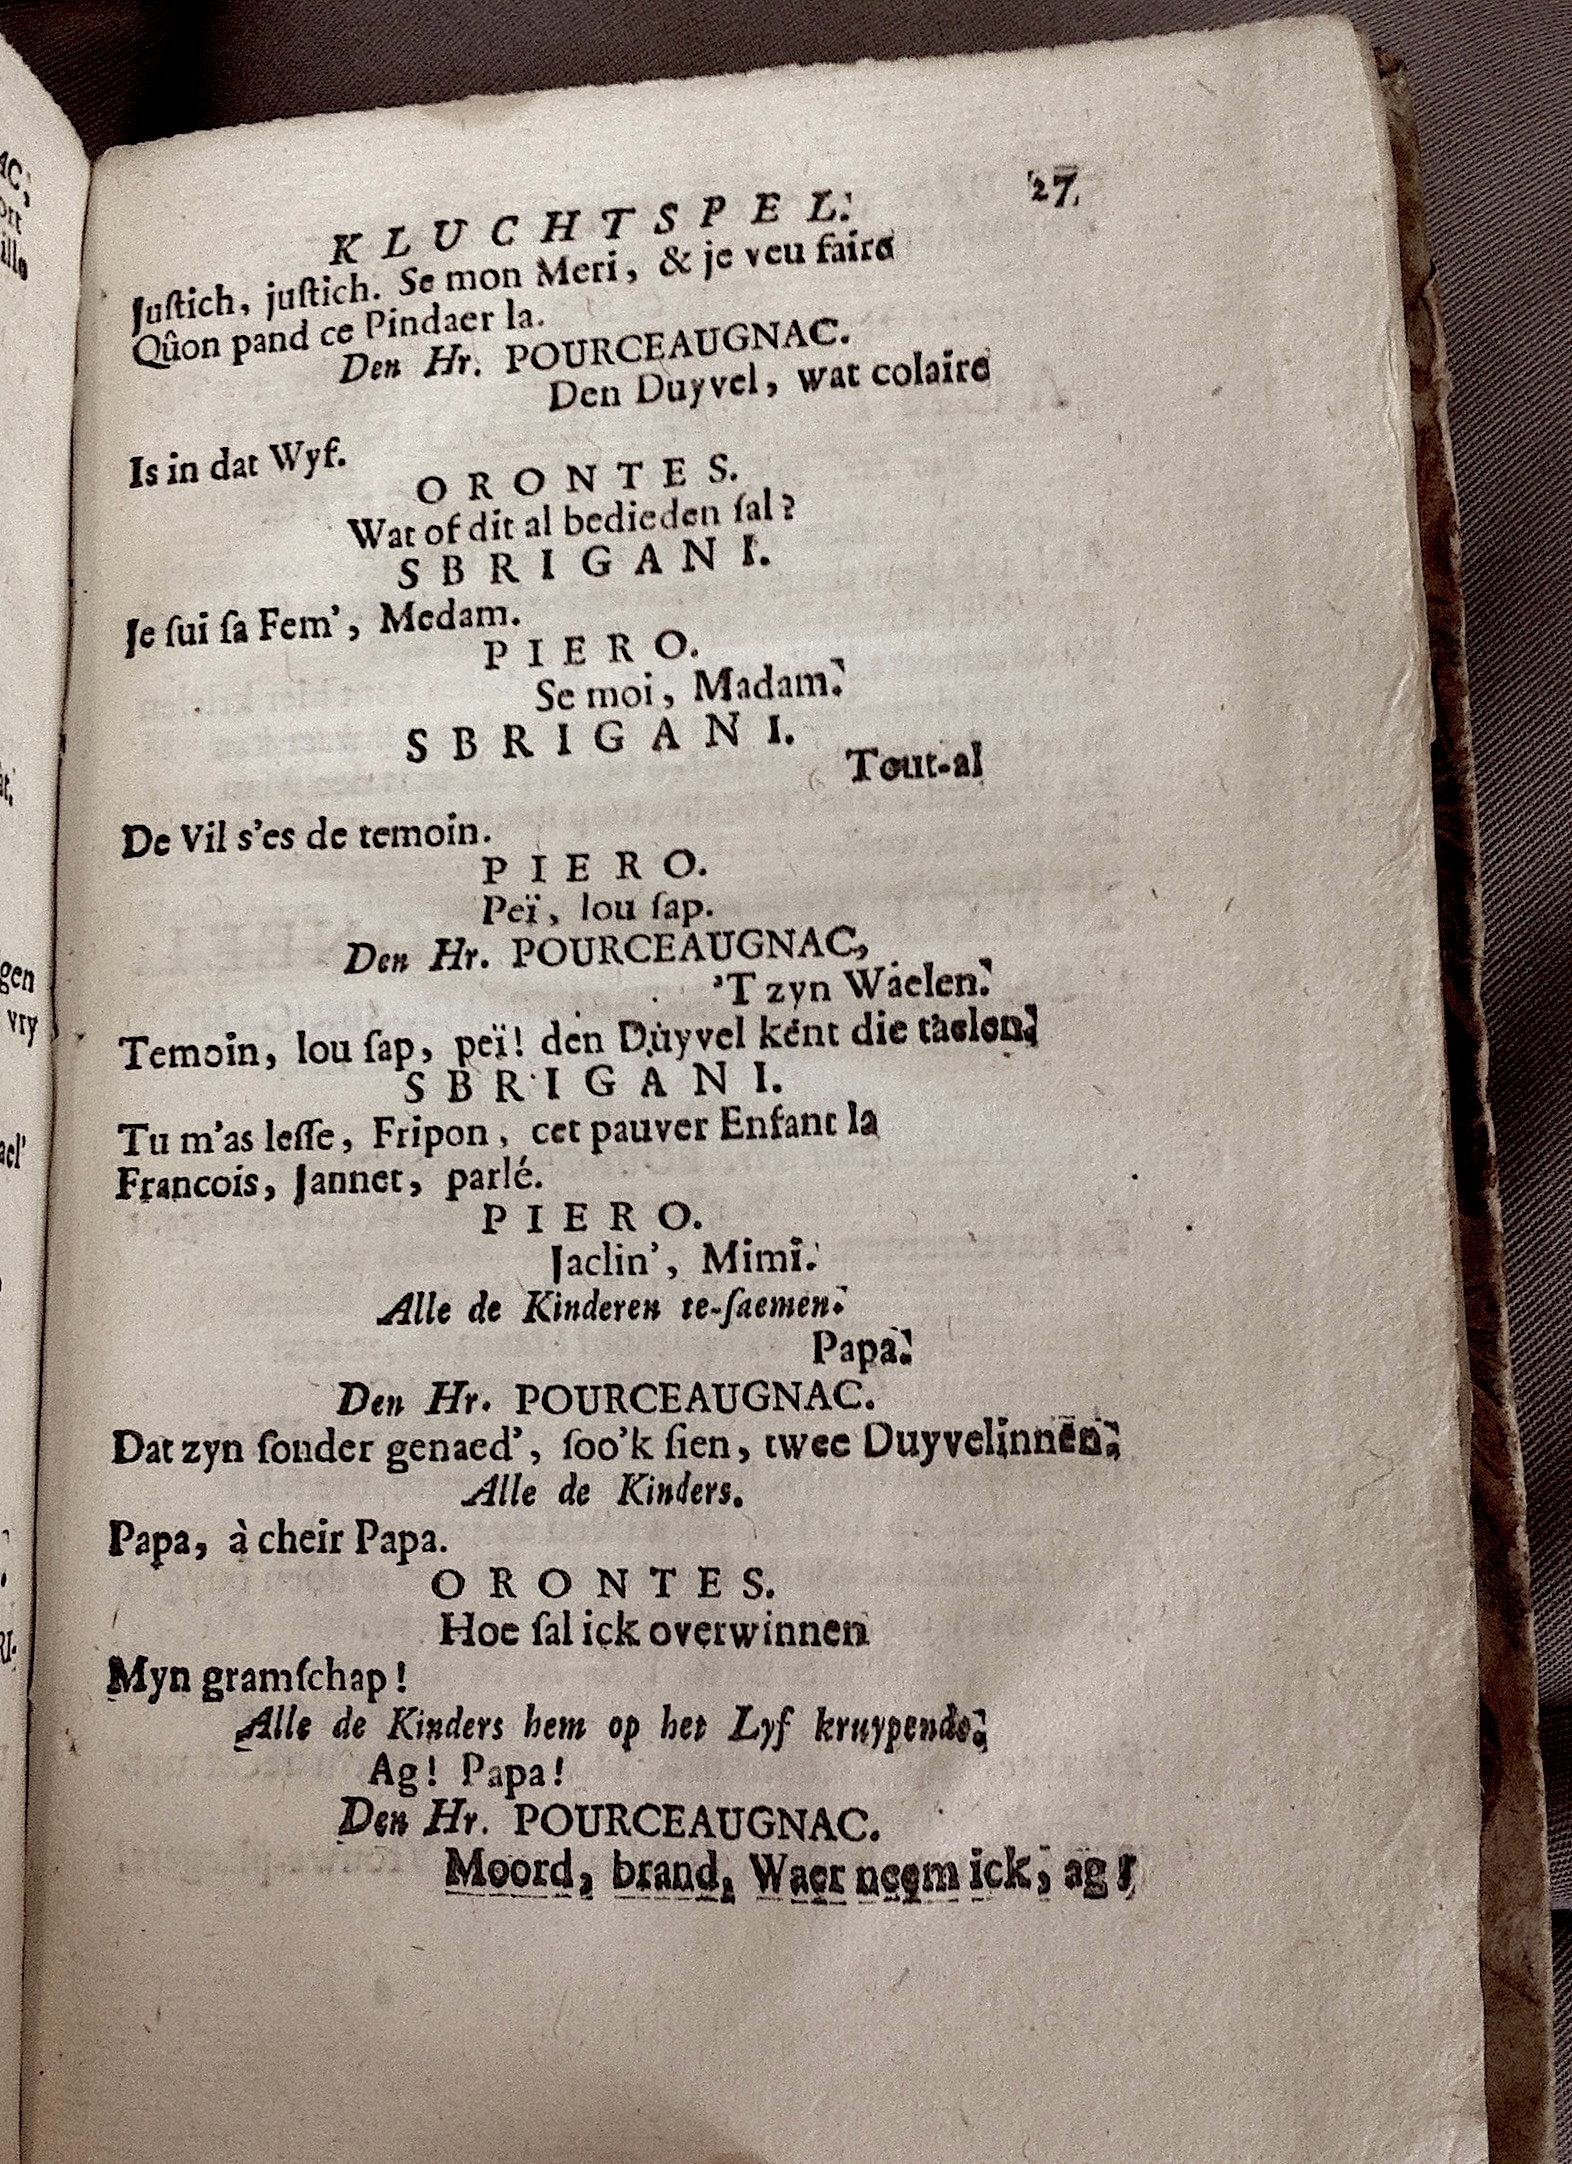 KLUCHTSPEL. 27.
Juſtich, juſtich. Se mon Meri, & je veu faire
Qûon pand ce Pindaer la.
Den Hr. POURCEAUGNAC.
Den Duyvel, wat colaire
Is in dat Wyf.
ORONTES.
Wat of dit al bedieden ſal?
SBRIGANI.
Je ſui ſa Fem', Medam.
PIERO.
Se moi, Madam.
SBRIGANI.
Tout-al
De Vil s'es de temoin.
PIERO.
Peï, lou ſap.
Den Hr. POURCEAUGNAC,
'T zyn Waelen.
Temoin, lou ſap, peï! den Duyvel kent die taelen.
SBRIGANI.
Tu m'as leſſe, Fripon, cet pauver Enfant la
Francois, Jannet, parlé.
PIERO.
Jaclin', Mimi.
Alle de Kinderen te-ſaemen.
Papa.
Den Hr. POURCEAUGNAC.
Dat zyn ſonder genaed', ſoo'k ſien, twee Duyvelinnen.
Alle de Kinders.
Papa, à cheir Papa.
ORONTES.
Hoe ſal ick overwinnen
Myn gramſchap!
Alle de Kinders hem op het Lyf kruypende.
Ag! Papa!
Den Hr. POURCEAUGNAC.
Moord, brand, Waer neem ick, ag!